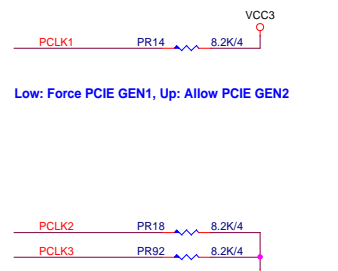 VCC3
PCLK1 PR14 8.2K/4
Low: Force PCIE GEN1, Up: Allow PCIE GEN2
PCLK2 PR18 8.2K/4
PCLK3 PR92 8.2K/4